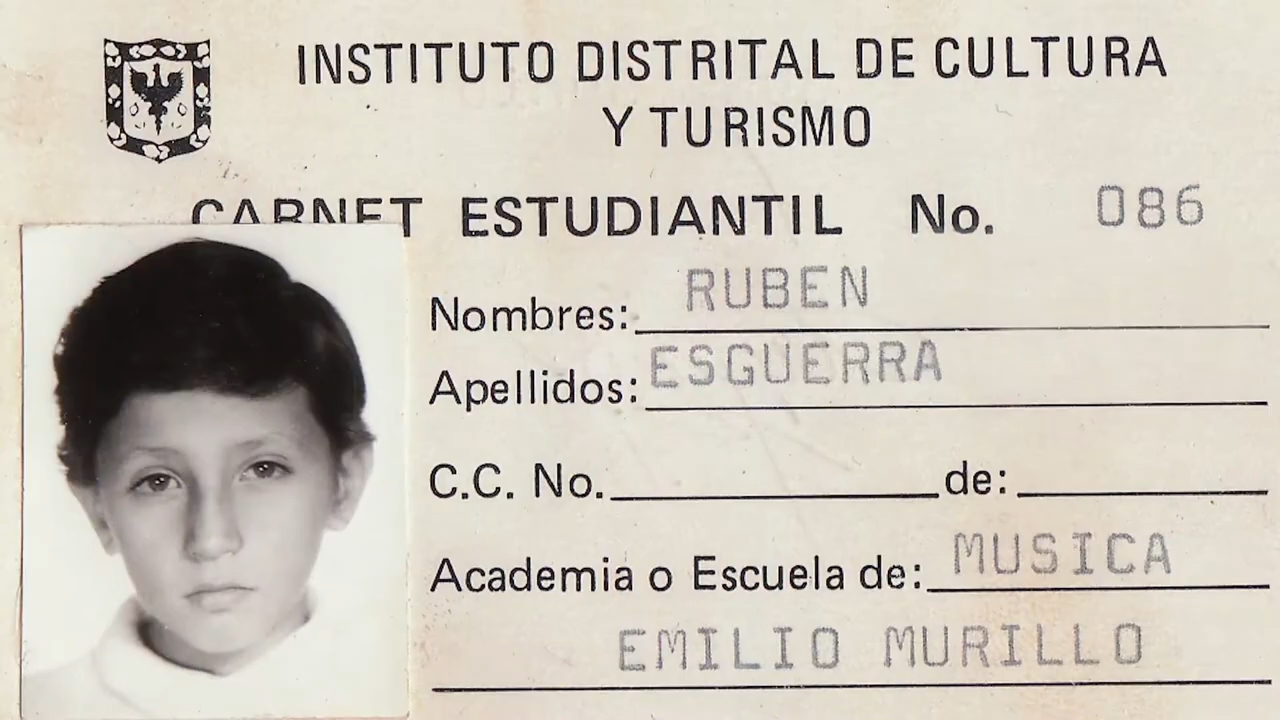 INSTITUTO DISTRITAL DE CULTURA
Y TURISMO
CARNET ESTUDIANTIL No. 086
Nombres: RUBEN
Apellidos: ESGUERRA
C.C. No. de:
Academia o Escuela de: MUSICA
EMILIO MURILLO